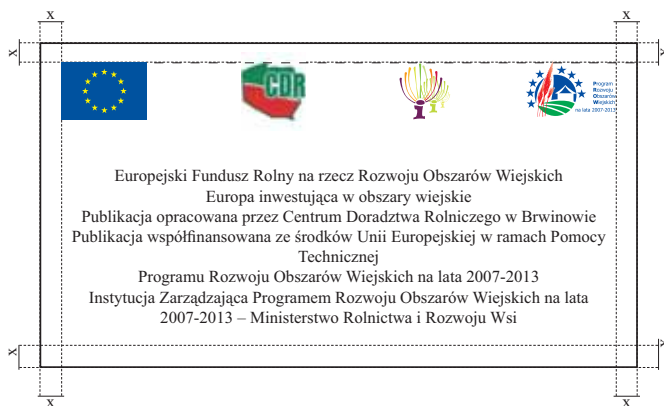 x x
x x
CDR
Program
Rozwoju
Obszarów
Wiejskich
na lata 2007-2013
Europejski Fundusz Rolny na rzecz Rozwoju Obszarów Wiejskich
Europa inwestująca w obszary wiejskie
Publikacja opracowana przez Centrum Doradztwa Rolniczego w Brwinowie
Publikacja współfinansowana ze środków Unii Europejskiej w ramach Pomocy
Technicznej
Programu Rozwoju Obszarów Wiejskich na lata 2007-2013
Instytucja Zarządzająca Programem Rozwoju Obszarów Wiejskich na lata
2007-2013 – Ministerstwo Rolnictwa i Rozwoju Wsi
x x
x x